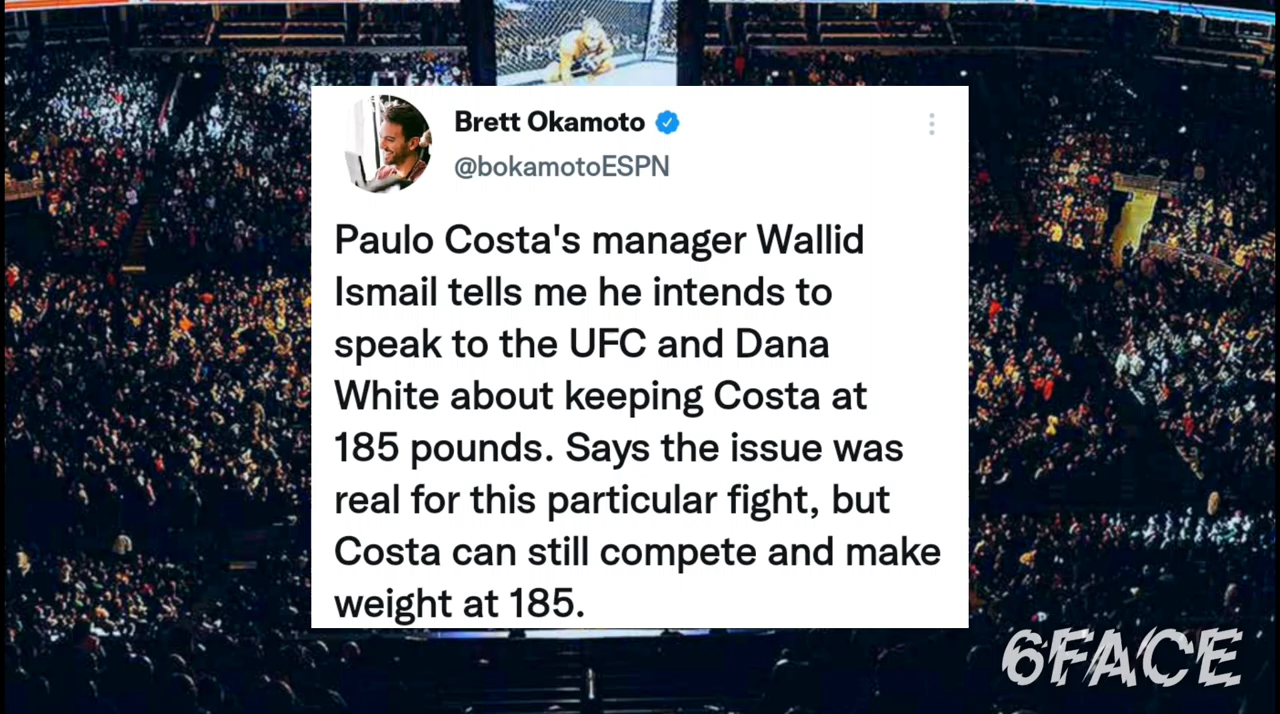 Brett Okamoto
@bokamotoESPN
Paulo Costa's manager Wallid
Ismail tells me he intends to
speak to the UFC and Dana
White about keeping Costa at
185 pounds. Says the issue was
real for this particular fight, but
Costa can still compete and make
weight at 185.
6FACE